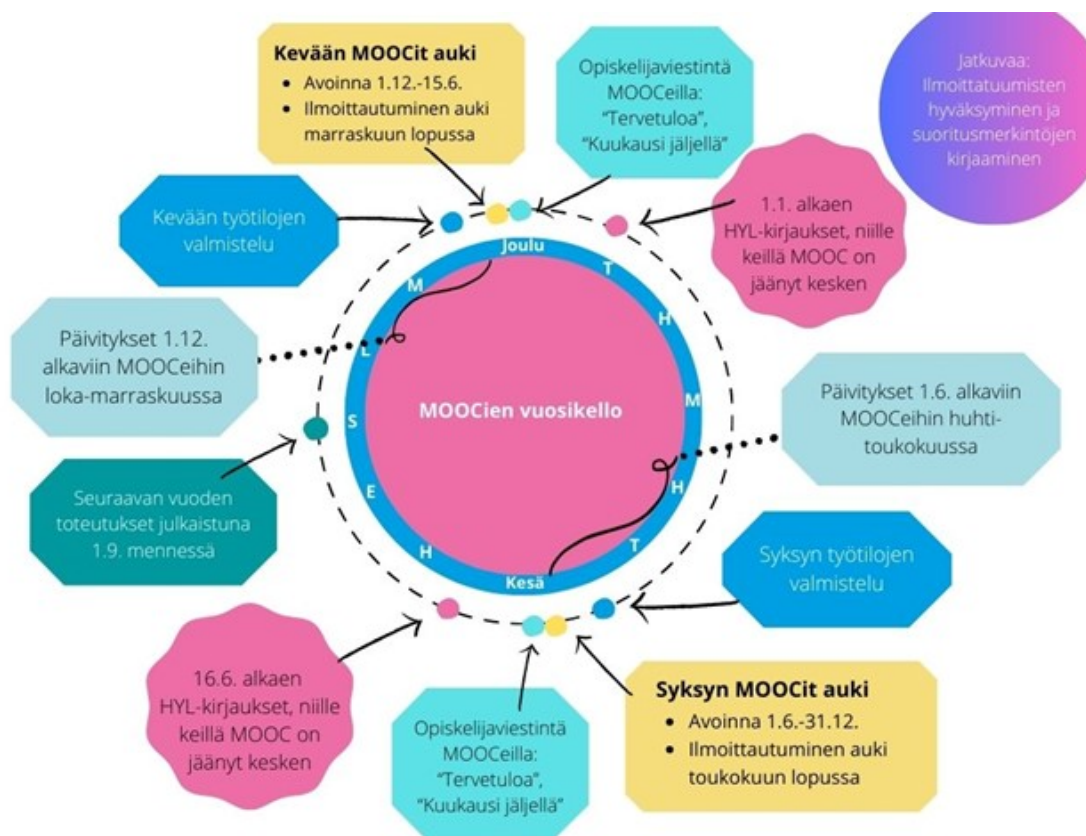 Kevään MOOCit auki
• Avoinna 1.12.-15.6.
• Ilmoittautuminen auki
marraskuun lopussa
Opiskelijaviestintä
MOOCeilla:
“Tervetuloa”,
“Kuukausi jäljellä”
Jatkuvaa:
Ilmoittatuumisten
hyväksyminen ja
suoritusmerkintöjen
kirjaaminen
Kevään työtilojen
valmistelu
1.1. alkaen
HYL-kirjaukset, niille
keillä MOOC on
jäänyt kesken
Joulu
T
H
M
H
T
Kesä
H
E
S
L
M
MOOCien vuosikello
Päivitykset 1.12.
alkaviin MOOCeihin
loka-marraskuussa
Päivitykset 1.6. alkaviin
MOOCeihin huhti-
toukokuussa
Seuraavan vuoden
toteutukset julkaistuna
1.9. mennessä
Syksyn työtilojen
valmistelu
16.6. alkaen
HYL-kirjaukset, niille
keillä MOOC on
jäänyt kesken
Opiskelijaviestintä
MOOCeilla:
“Tervetuloa”,
“Kuukausi jäljellä”
Syksyn MOOCit auki
• Avoinna 1.6.-31.12.
• Ilmoittautuminen auki
toukokuun lopussa